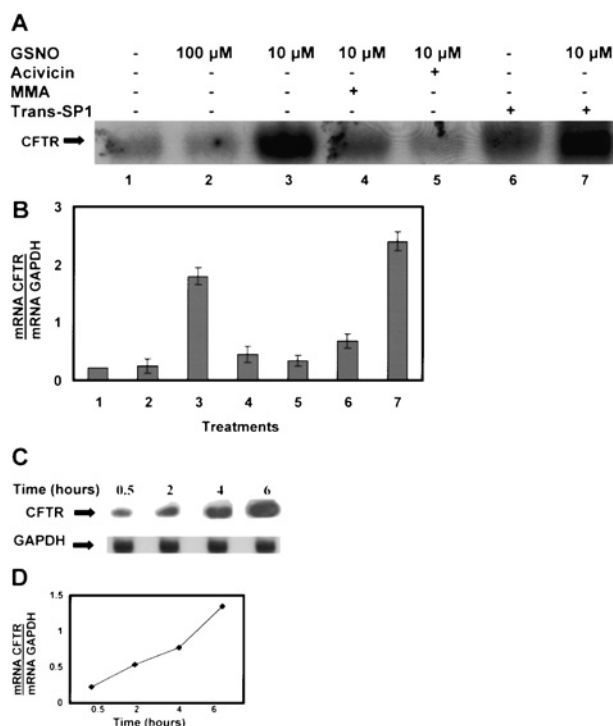 A
GSNO - 100 µM 10 µM 10 µM 10 µM - 10 µM
Acivicin - - - - + - -
MMA - - - + - - -
Trans-SP1 - - - - - + +
CFTR
1 2 3 4 5 6 7
B
3
2
1
0
mRNA CFTR
mRNA GAPDH
1 2 3 4 5 6 7
Treatments
C
Time (hours) 0.5 2 4 6
CFTR
GAPDH
D
1.5
1
0.5
0
mRNA CFTR
mRNA GAPDH
0.5 2 4 6
Time (hours)